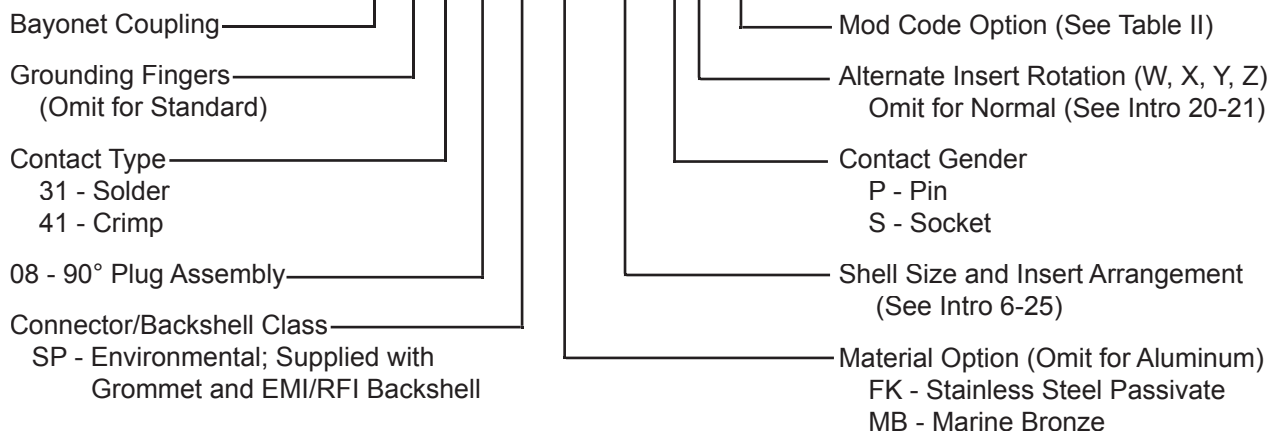 Bayonet Coupling
Grounding Fingers
(Omit for Standard)
Contact Type
31 - Solder
41 - Crimp
08 - 90° Plug Assembly
Connector/Backshell Class
SP - Environmental; Supplied with
Grommet and EMI/RFI Backshell
Mod Code Option (See Table II)
Alternate Insert Rotation (W, X, Y, Z)
Omit for Normal (See Intro 20-21)
Contact Gender
P - Pin
S - Socket
Shell Size and Insert Arrangement
(See Intro 6-25)
Material Option (Omit for Aluminum)
FK - Stainless Steel Passivate
MB - Marine Bronze